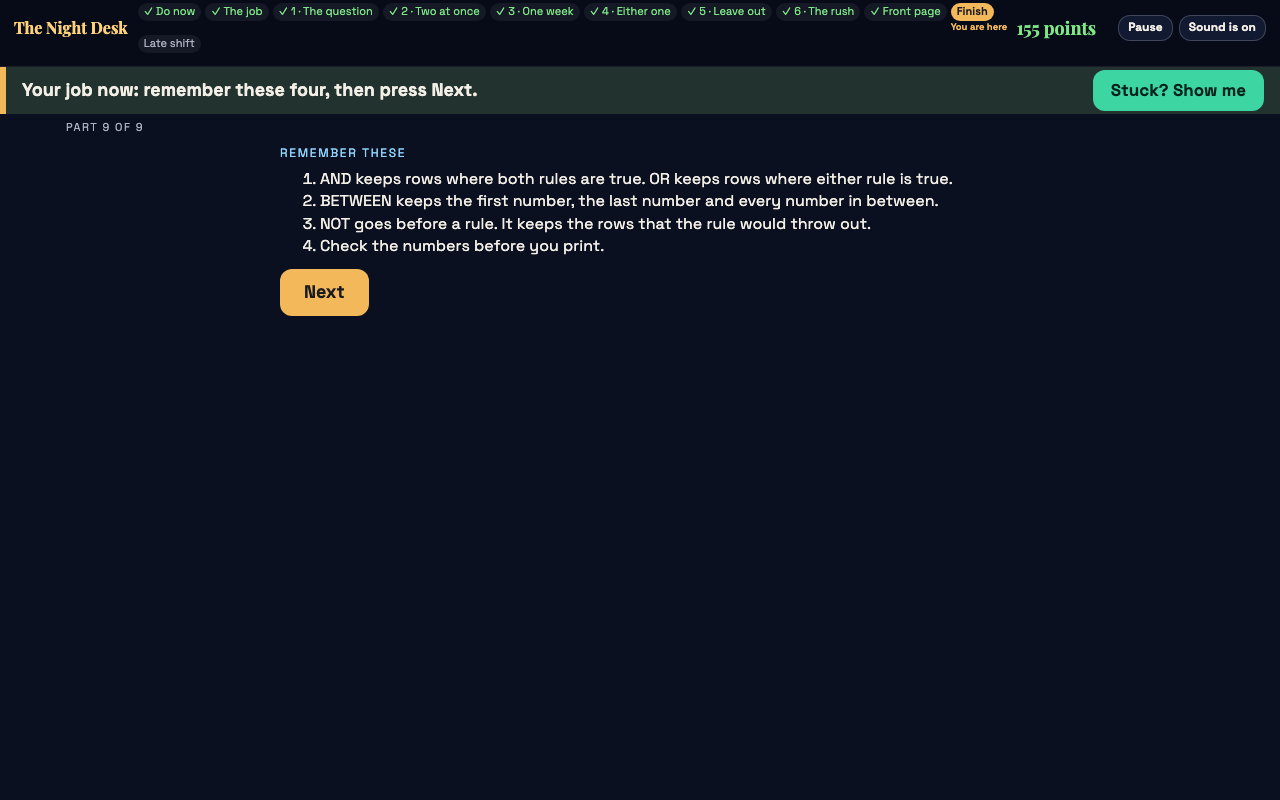 The Night Desk
✓ Do now
✓ The job
✓ 1 · The question
✓ 2 · Two at once
✓ 3 · One week
✓ 4 · Either one
✓ 5 · Leave out
✓ 6 · The rush
✓ Front page
Finish
You are here
Late shift
155 points
Pause
Sound is on
Your job now: remember these four, then press Next.
Stuck? Show me
PART 9 OF 9
REMEMBER THESE
1. AND keeps rows where both rules are true. OR keeps rows where either rule is true.
2. BETWEEN keeps the first number, the last number and every number in between.
3. NOT goes before a rule. It keeps the rows that the rule would throw out.
4. Check the numbers before you print.
Next